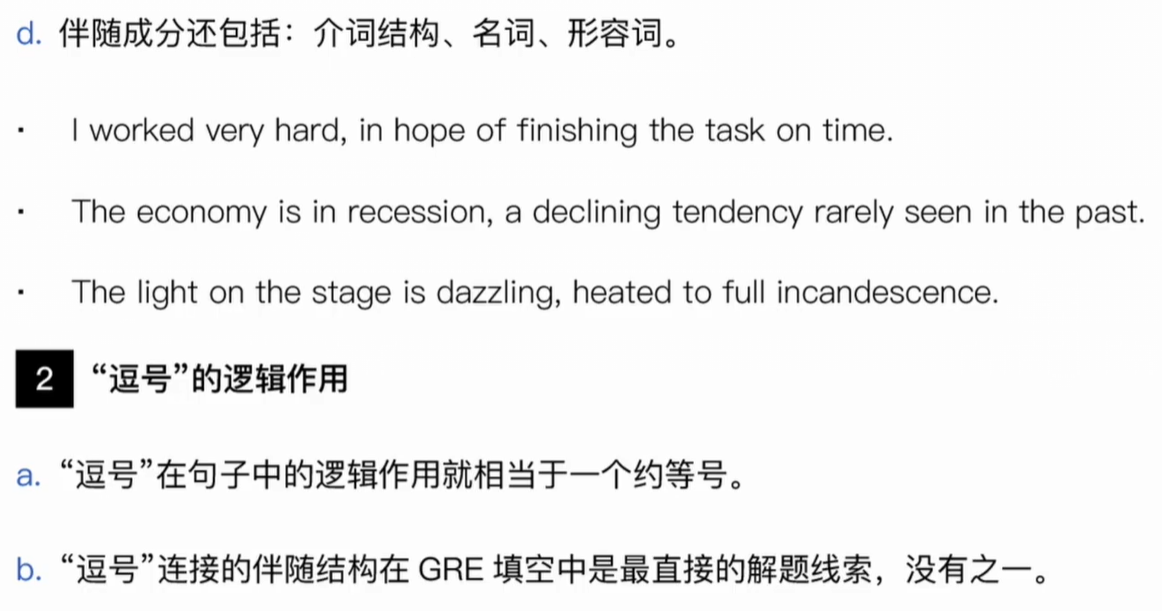 d. 伴随成分还包括：介词结构、名词、形容词。
· I worked very hard, in hope of finishing the task on time.
· The economy is in recession, a declining tendency rarely seen in the past.
· The light on the stage is dazzling, heated to full incandescence.
2 “逗号”的逻辑作用
a. “逗号”在句子中的逻辑作用就相当于一个约等号。
b. “逗号”连接的伴随结构在 GRE 填空中是最直接的解题线索，没有之一。